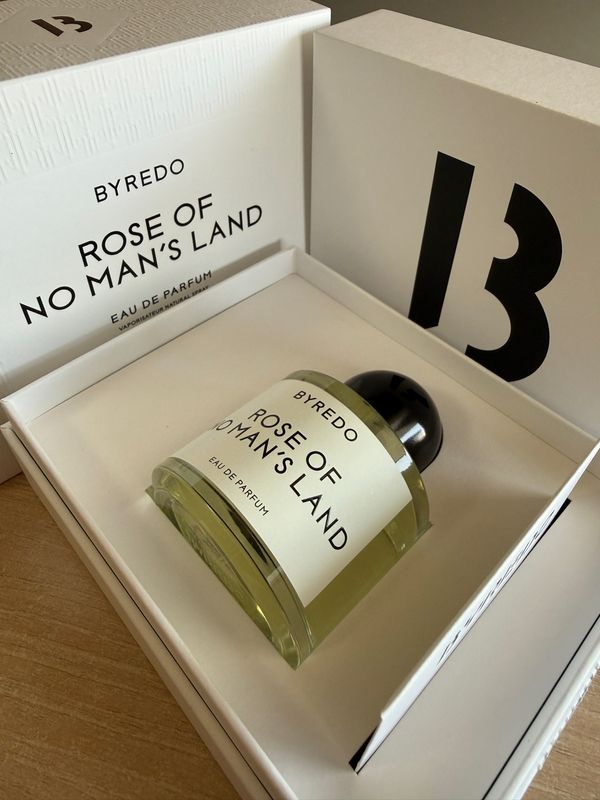 B
BYREDO
ROSE OF
NO MAN'S LAND
EAU DE PARFUM
VAPORISATEUR NATURAL SPRAY
B
BYREDO
ROSE OF
NO MAN'S LAND
EAU DE PARFUM